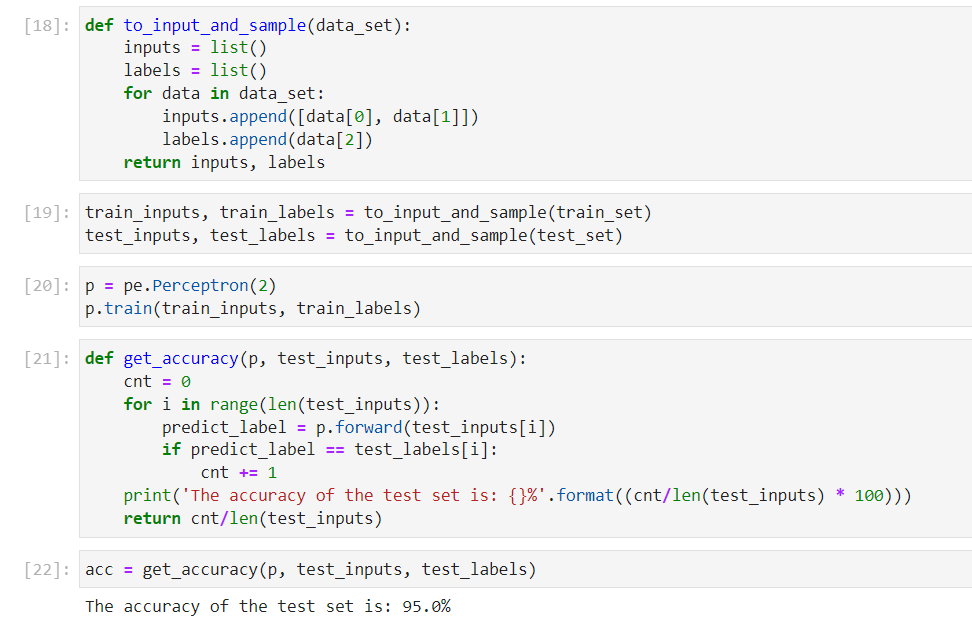 [18]: def to_input_and_sample(data_set):
    inputs = list()
    labels = list()
    for data in data_set:
        inputs.append([data[0], data[1]])
        labels.append(data[2])
    return inputs, labels
[19]: train_inputs, train_labels = to_input_and_sample(train_set)
test_inputs, test_labels = to_input_and_sample(test_set)
[20]: p = pe.Perceptron(2)
p.train(train_inputs, train_labels)
[21]: def get_accuracy(p, test_inputs, test_labels):
    cnt = 0
    for i in range(len(test_inputs)):
        predict_label = p.forward(test_inputs[i])
        if predict_label == test_labels[i]:
            cnt += 1
    print('The accuracy of the test set is: {}%'.format((cnt/len(test_inputs) * 100)))
    return cnt/len(test_inputs)
[22]: acc = get_accuracy(p, test_inputs, test_labels)
The accuracy of the test set is: 95.0%